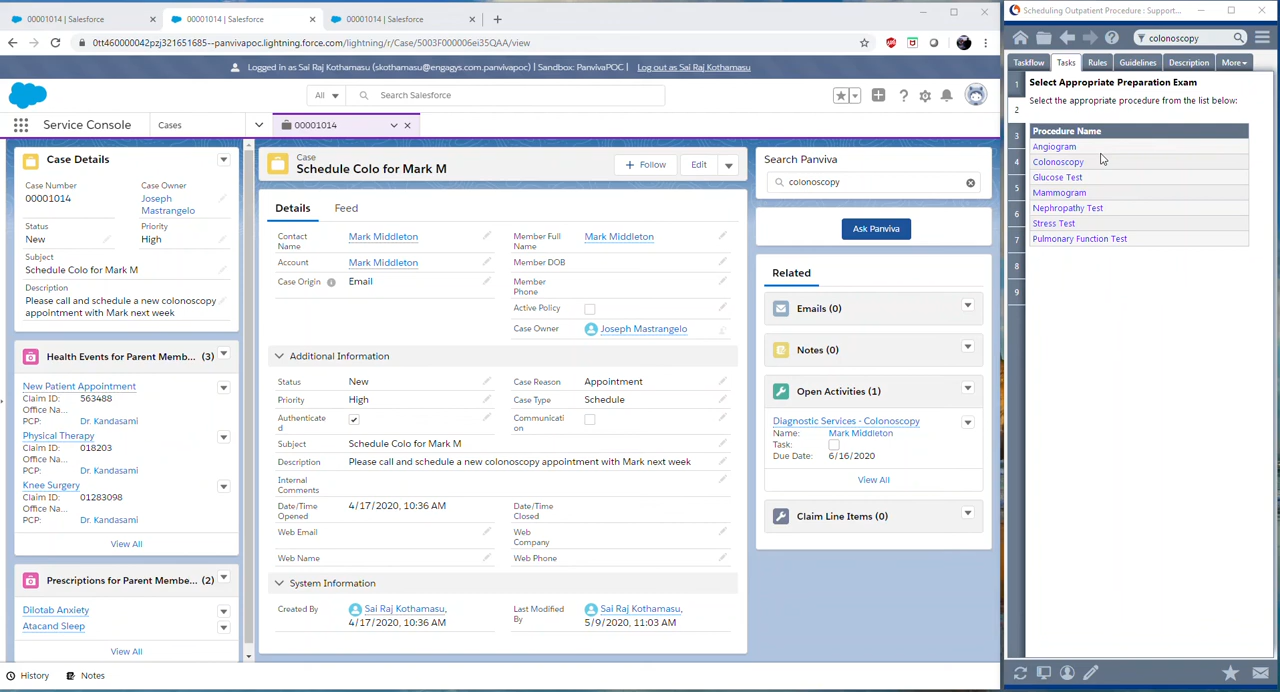 00001014 | Salesforce
00001014 | Salesforce
00001014 | Salesforce
0tt460000042pzj321651685--panvivapoc.lightning.force.com/lightning/r/Case/5003F000006ei35QAA/view
Logged in as Sai Raj Kothamasu (skothamasu@engagys.com.panvivapoc) | Sandbox: PanvivaPOC | Log out as Sai Raj Kothamasu
All
Search Salesforce
Service Console
Cases
00001014
Case Details
Case Number
00001014
Case Owner
Joseph
Mastrangelo
Status
New
Priority
High
Subject
Schedule Colo for Mark M
Description
Please call and schedule a new colonoscopy
appointment with Mark next week
Health Events for Parent Memb... (3)
New Patient Appointment
Claim ID: 563488
Office Na...
PCP: Dr. Kandasami
Physical Therapy
Claim ID: 018203
Office Na...
PCP: Dr. Kandasami
Knee Surgery
Claim ID: 01283098
Office Na...
PCP: Dr. Kandasami
View All
Prescriptions for Parent Membe... (2)
Dilotab Anxiety
Atacand Sleep
View All
History
Notes
Case
Schedule Colo for Mark M
Follow
Edit
Details
Feed
Contact
Name
Mark Middleton
Member Full
Name
Mark Middleton
Account
Mark Middleton
Member DOB
Case Origin
Email
Member
Phone
Active Policy
Case Owner
Joseph Mastrangelo
Additional Information
Status
New
Case Reason
Appointment
Priority
High
Case Type
Schedule
Authenticate
d
Communicati
on
Subject
Schedule Colo for Mark M
Description
Please call and schedule a new colonoscopy appointment with Mark next week
Internal
Comments
Date/Time
Opened
4/17/2020, 10:36 AM
Date/Time
Closed
Web Email
Web
Company
Web Name
Web Phone
System Information
Created By
Sai Raj Kothamasu,
4/17/2020, 10:36 AM
Last Modified
By
Sai Raj Kothamasu,
5/9/2020, 11:03 AM
Search Panviva
colonoscopy
Ask Panviva
Related
Emails (0)
Notes (0)
Open Activities (1)
Diagnostic Services - Colonoscopy
Name: Mark Middleton
Task:
Due Date: 6/16/2020
View All
Claim Line Items (0)
Scheduling Outpatient Procedure : Support...
colonoscopy
Taskflow
Tasks
Rules
Guidelines
Description
More
1
2
3
4
5
6
7
8
9
Select Appropriate Preparation Exam
Select the appropriate procedure from the list below:
Procedure Name
Angiogram
Colonoscopy
Glucose Test
Mammogram
Nephropathy Test
Stress Test
Pulmonary Function Test